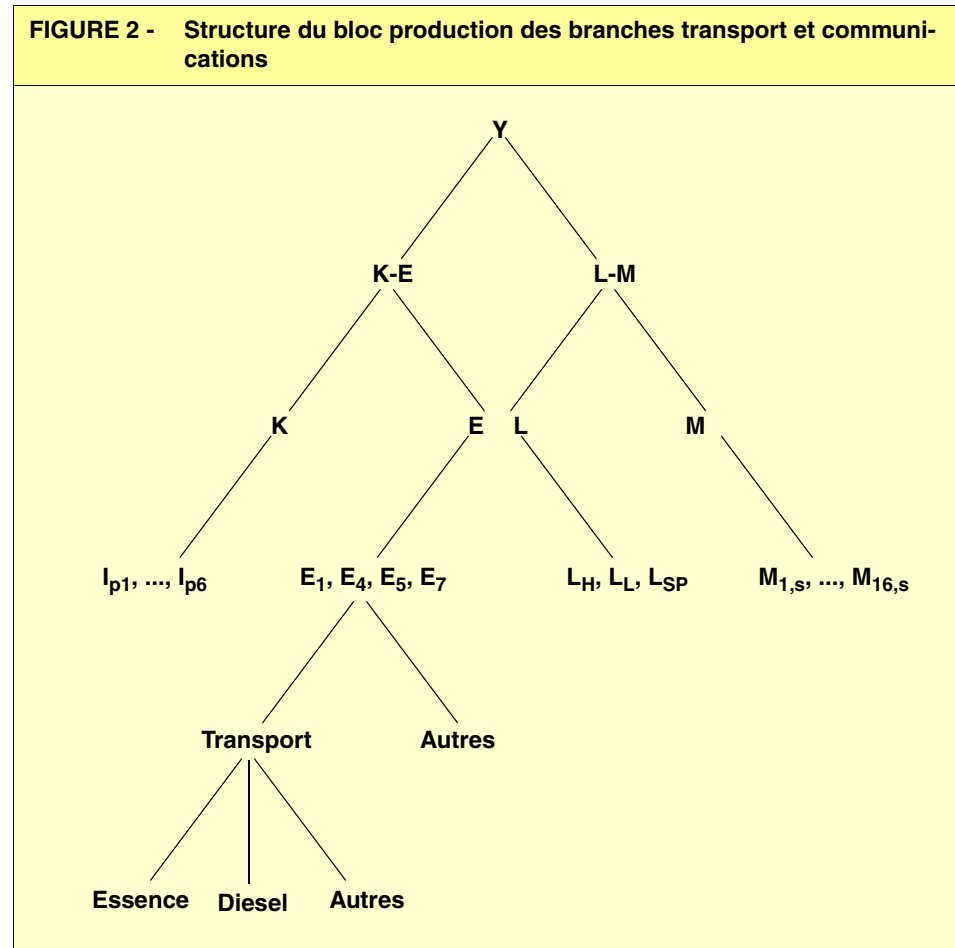 FIGURE 2 - Structure du bloc production des branches transport et communi-
cations
Y
K-E L-M
K E L M
Ip1, ..., Ip6 E1, E4, E5, E7 LH, LL, LSP M1,s, ..., M16,s
Transport Autres
Essence Diesel Autres